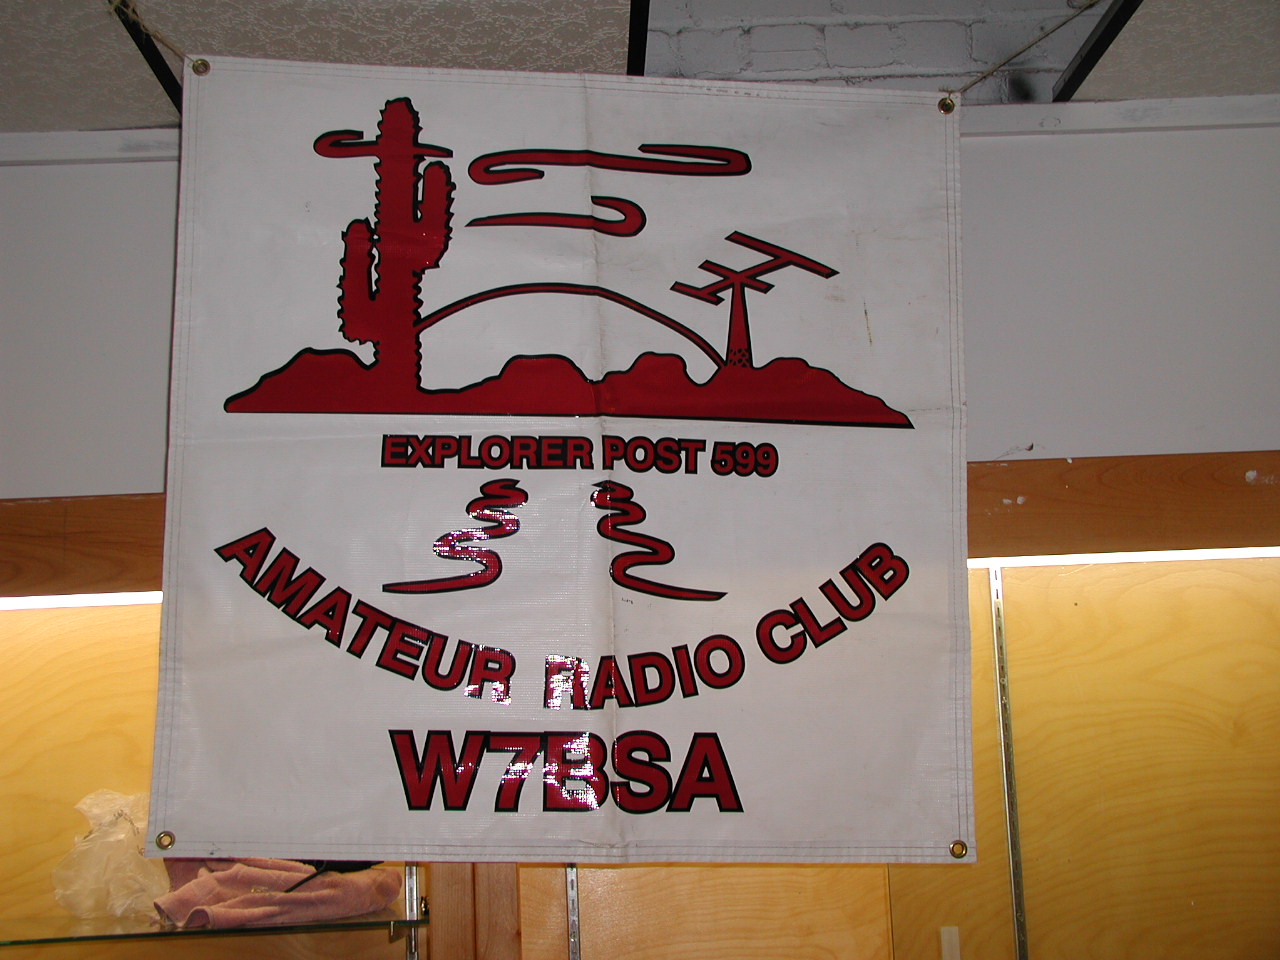 EXPLORER POST 599
AMATEUR RADIO CLUB
W7BSA